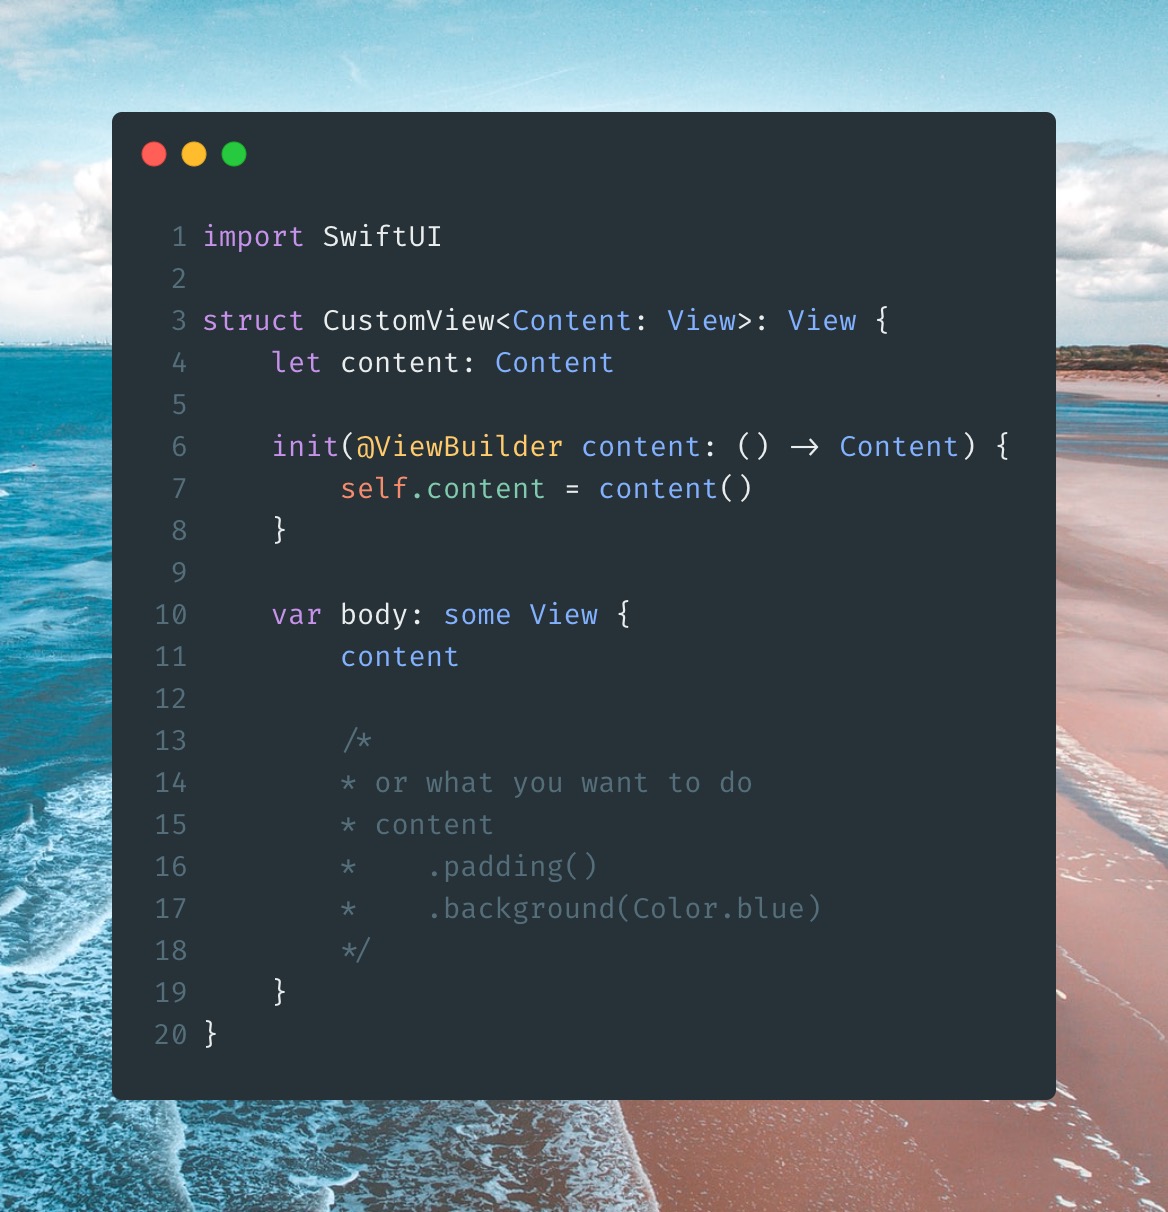 1 import SwiftUI
2
3 struct CustomView<Content: View>: View {
4     let content: Content
5
6     init(@ViewBuilder content: () -> Content) {
7         self.content = content()
8     }
9
10     var body: some View {
11         content
12
13         /*
14         * or what you want to do
15         * content
16         *    .padding()
17         *    .background(Color.blue)
18         */
19     }
20 }